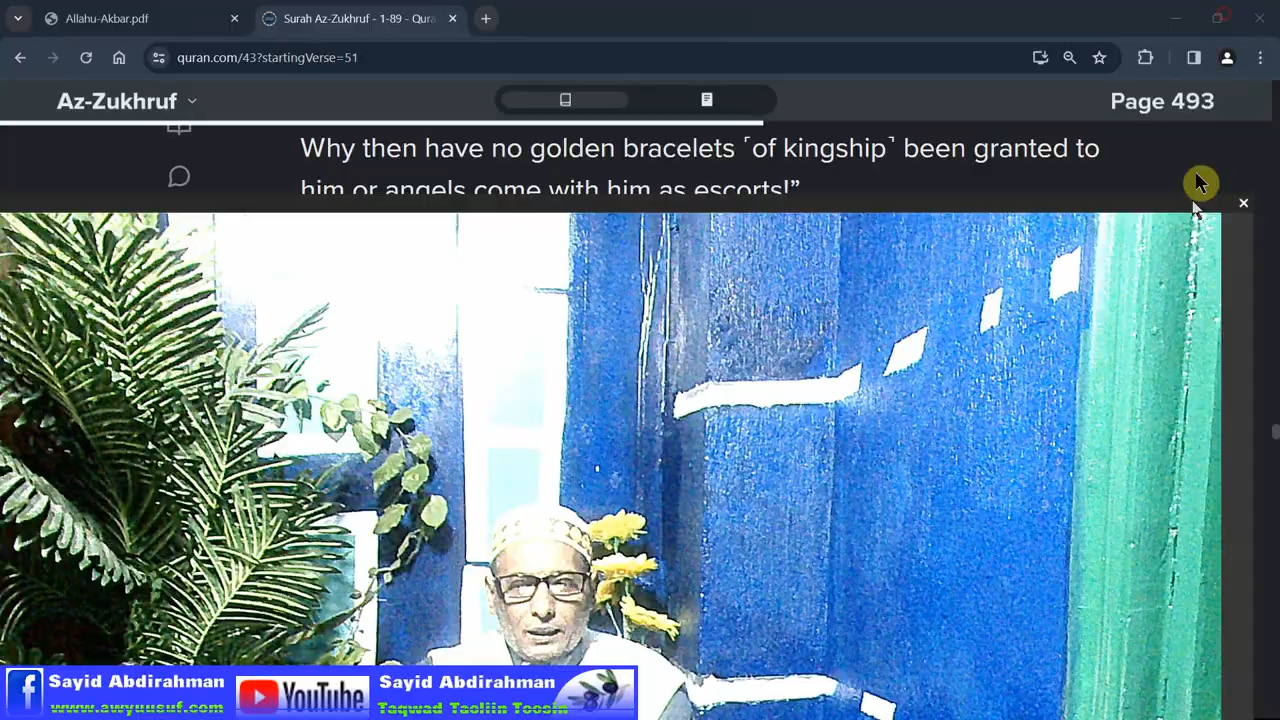 Allahu-Akbar.pdf
Surah Az-Zukhruf - 1-89 - Qura
quran.com/43?startingVerse=51
Az-Zukhruf
Page 493
Why then have no golden bracelets ˹of kingship˺ been granted to
him or angels come with him as escorts!”
Sayid Abdirahman
www.awyuusuf.com
YouTube
Sayid Abdirahman
Taqwad Taoliin Toosin